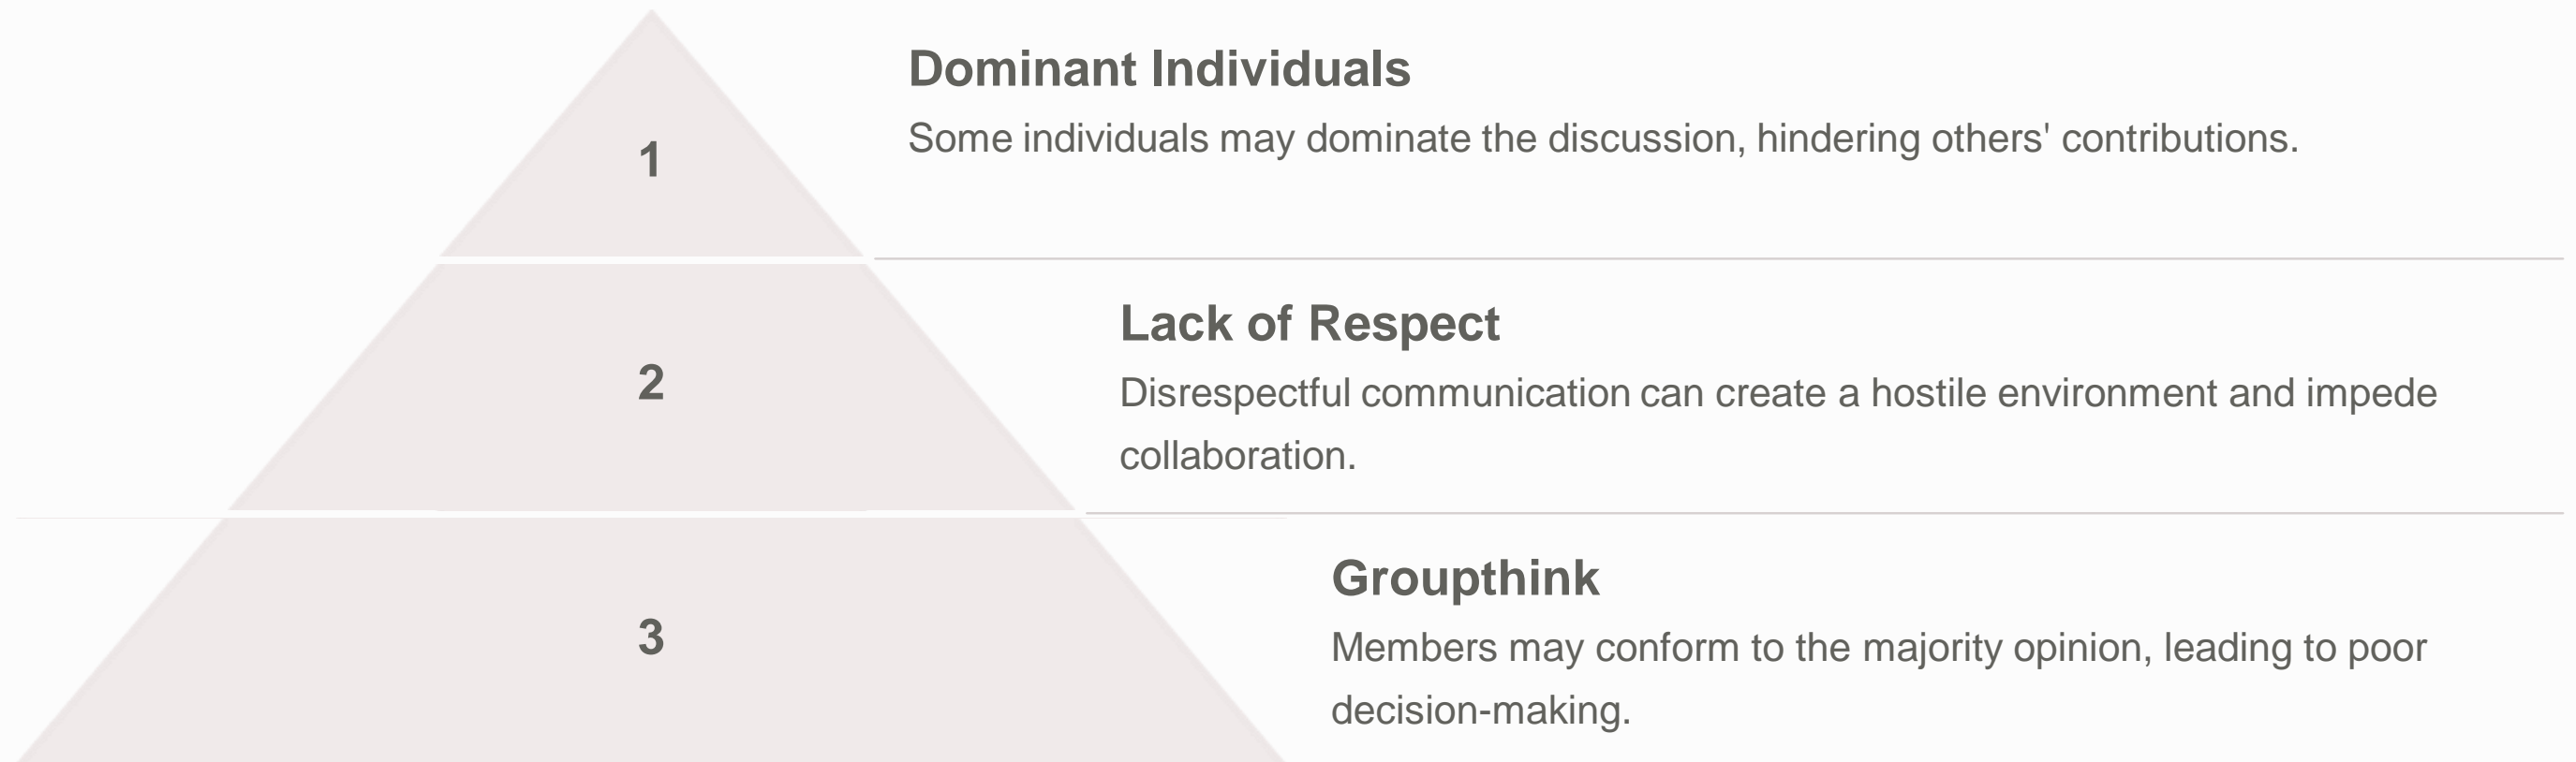 1
Dominant Individuals
Some individuals may dominate the discussion, hindering others' contributions.
2
Lack of Respect
Disrespectful communication can create a hostile environment and impede
collaboration.
3
Groupthink
Members may conform to the majority opinion, leading to poor
decision-making.